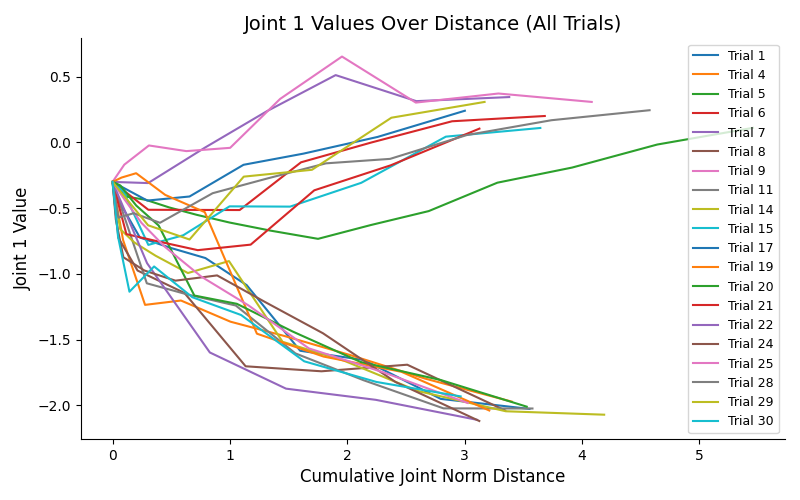 Joint 1 Values Over Distance (All Trials)
Joint 1 Value
0.5
0.0
−0.5
−1.0
−1.5
−2.0
0 1 2 3 4 5
Cumulative Joint Norm Distance
Trial 1
Trial 4
Trial 5
Trial 6
Trial 7
Trial 8
Trial 9
Trial 11
Trial 14
Trial 15
Trial 17
Trial 19
Trial 20
Trial 21
Trial 22
Trial 24
Trial 25
Trial 28
Trial 29
Trial 30